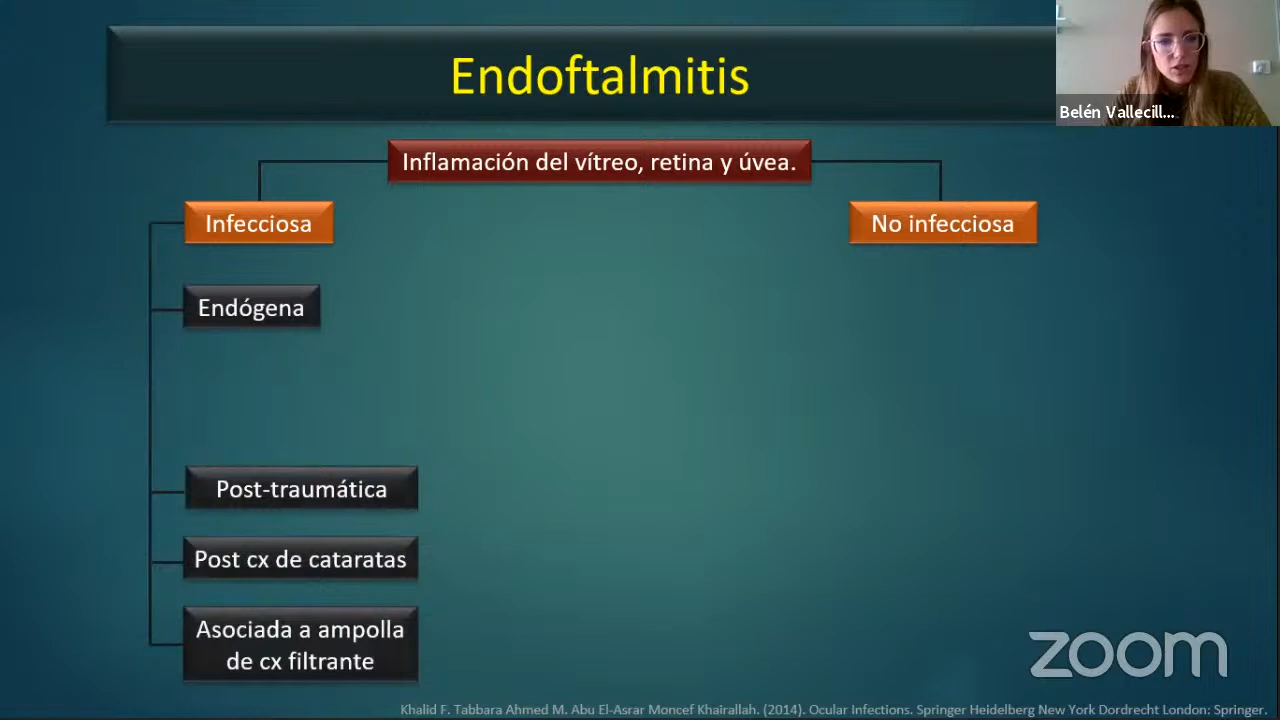 Endoftalmitis
Belén Vallecill...
Inflamación del vítreo, retina y úvea.
Infecciosa
No infecciosa
Endógena
Post-traumática
Post cx de cataratas
Asociada a ampolla
de cx filtrante
zoom
Khalid F. Tabbara Ahmed M. Abu El-Asrar Moncef Khairallah. (2014). Ocular Infections. Springer Heidelberg New York Dordrecht London: Springer.